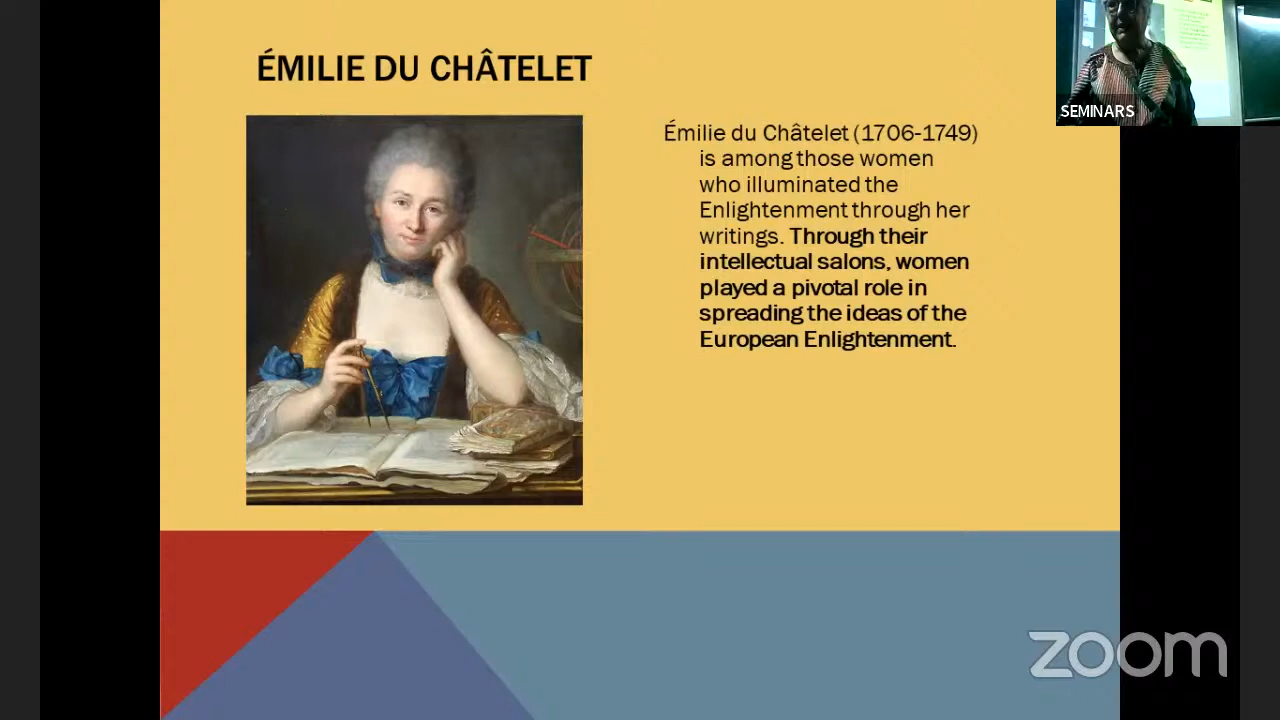 ÉMILIE DU CHÂTELET
Émilie du Châtelet (1706-1749)
is among those women
who illuminated the
Enlightenment through her
writings. Through their
intellectual salons, women
played a pivotal role in
spreading the ideas of the
European Enlightenment.
SEMINARS
zoom